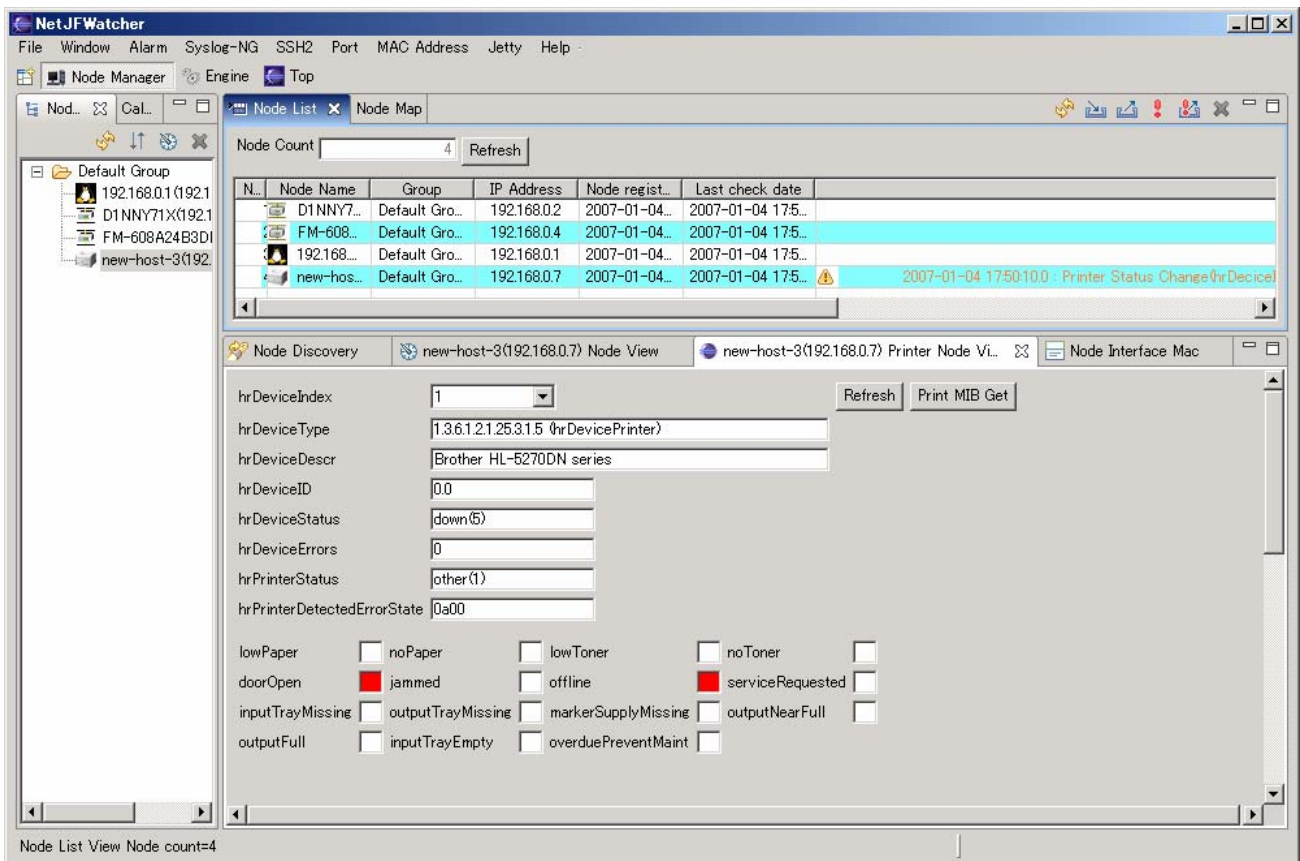 NetJFWatcher
File Window Alarm Syslog-NG SSH2 Port MAC Address Jetty Help
Node Manager Engine Top
Nod... Cal...
Default Group
192.168.0.1(192.1
D1NNY71X(192.1
FM-608A24B3DI
new-host-3(192.
Node List Node Map
Node Count 4 Refresh
N... Node Name Group IP Address Node regist... Last check date
D1NNY7... Default Gro... 192.168.0.2 2007-01-04... 2007-01-04 17:5...
FM-608... Default Gro... 192.168.0.4 2007-01-04... 2007-01-04 17:5...
192.168.... Default Gro... 192.168.0.1 2007-01-04... 2007-01-04 17:5...
new-hos... Default Gro... 192.168.0.7 2007-01-04... 2007-01-04 17:5... 2007-01-04 17:50:10.0 : Printer Status Change(hrDecice
Node Discovery new-host-3(192.168.0.7) Node View new-host-3(192.168.0.7) Printer Node Vi... Node Interface Mac
hrDeviceIndex 1 Refresh Print MIB Get
hrDeviceType 1.3.6.1.2.1.25.3.1.5 (hrDevicePrinter)
hrDeviceDescr Brother HL-5270DN series
hrDeviceID 0.0
hrDeviceStatus down(5)
hrDeviceErrors 0
hrPrinterStatus other(1)
hrPrinterDetectedErrorState 0a00
lowPaper noPaper lowToner noToner
doorOpen jammed offline serviceRequested
inputTrayMissing outputTrayMissing markerSupplyMissing outputNearFull
outputFull inputTrayEmpty overduePreventMaint
Node List View Node count=4